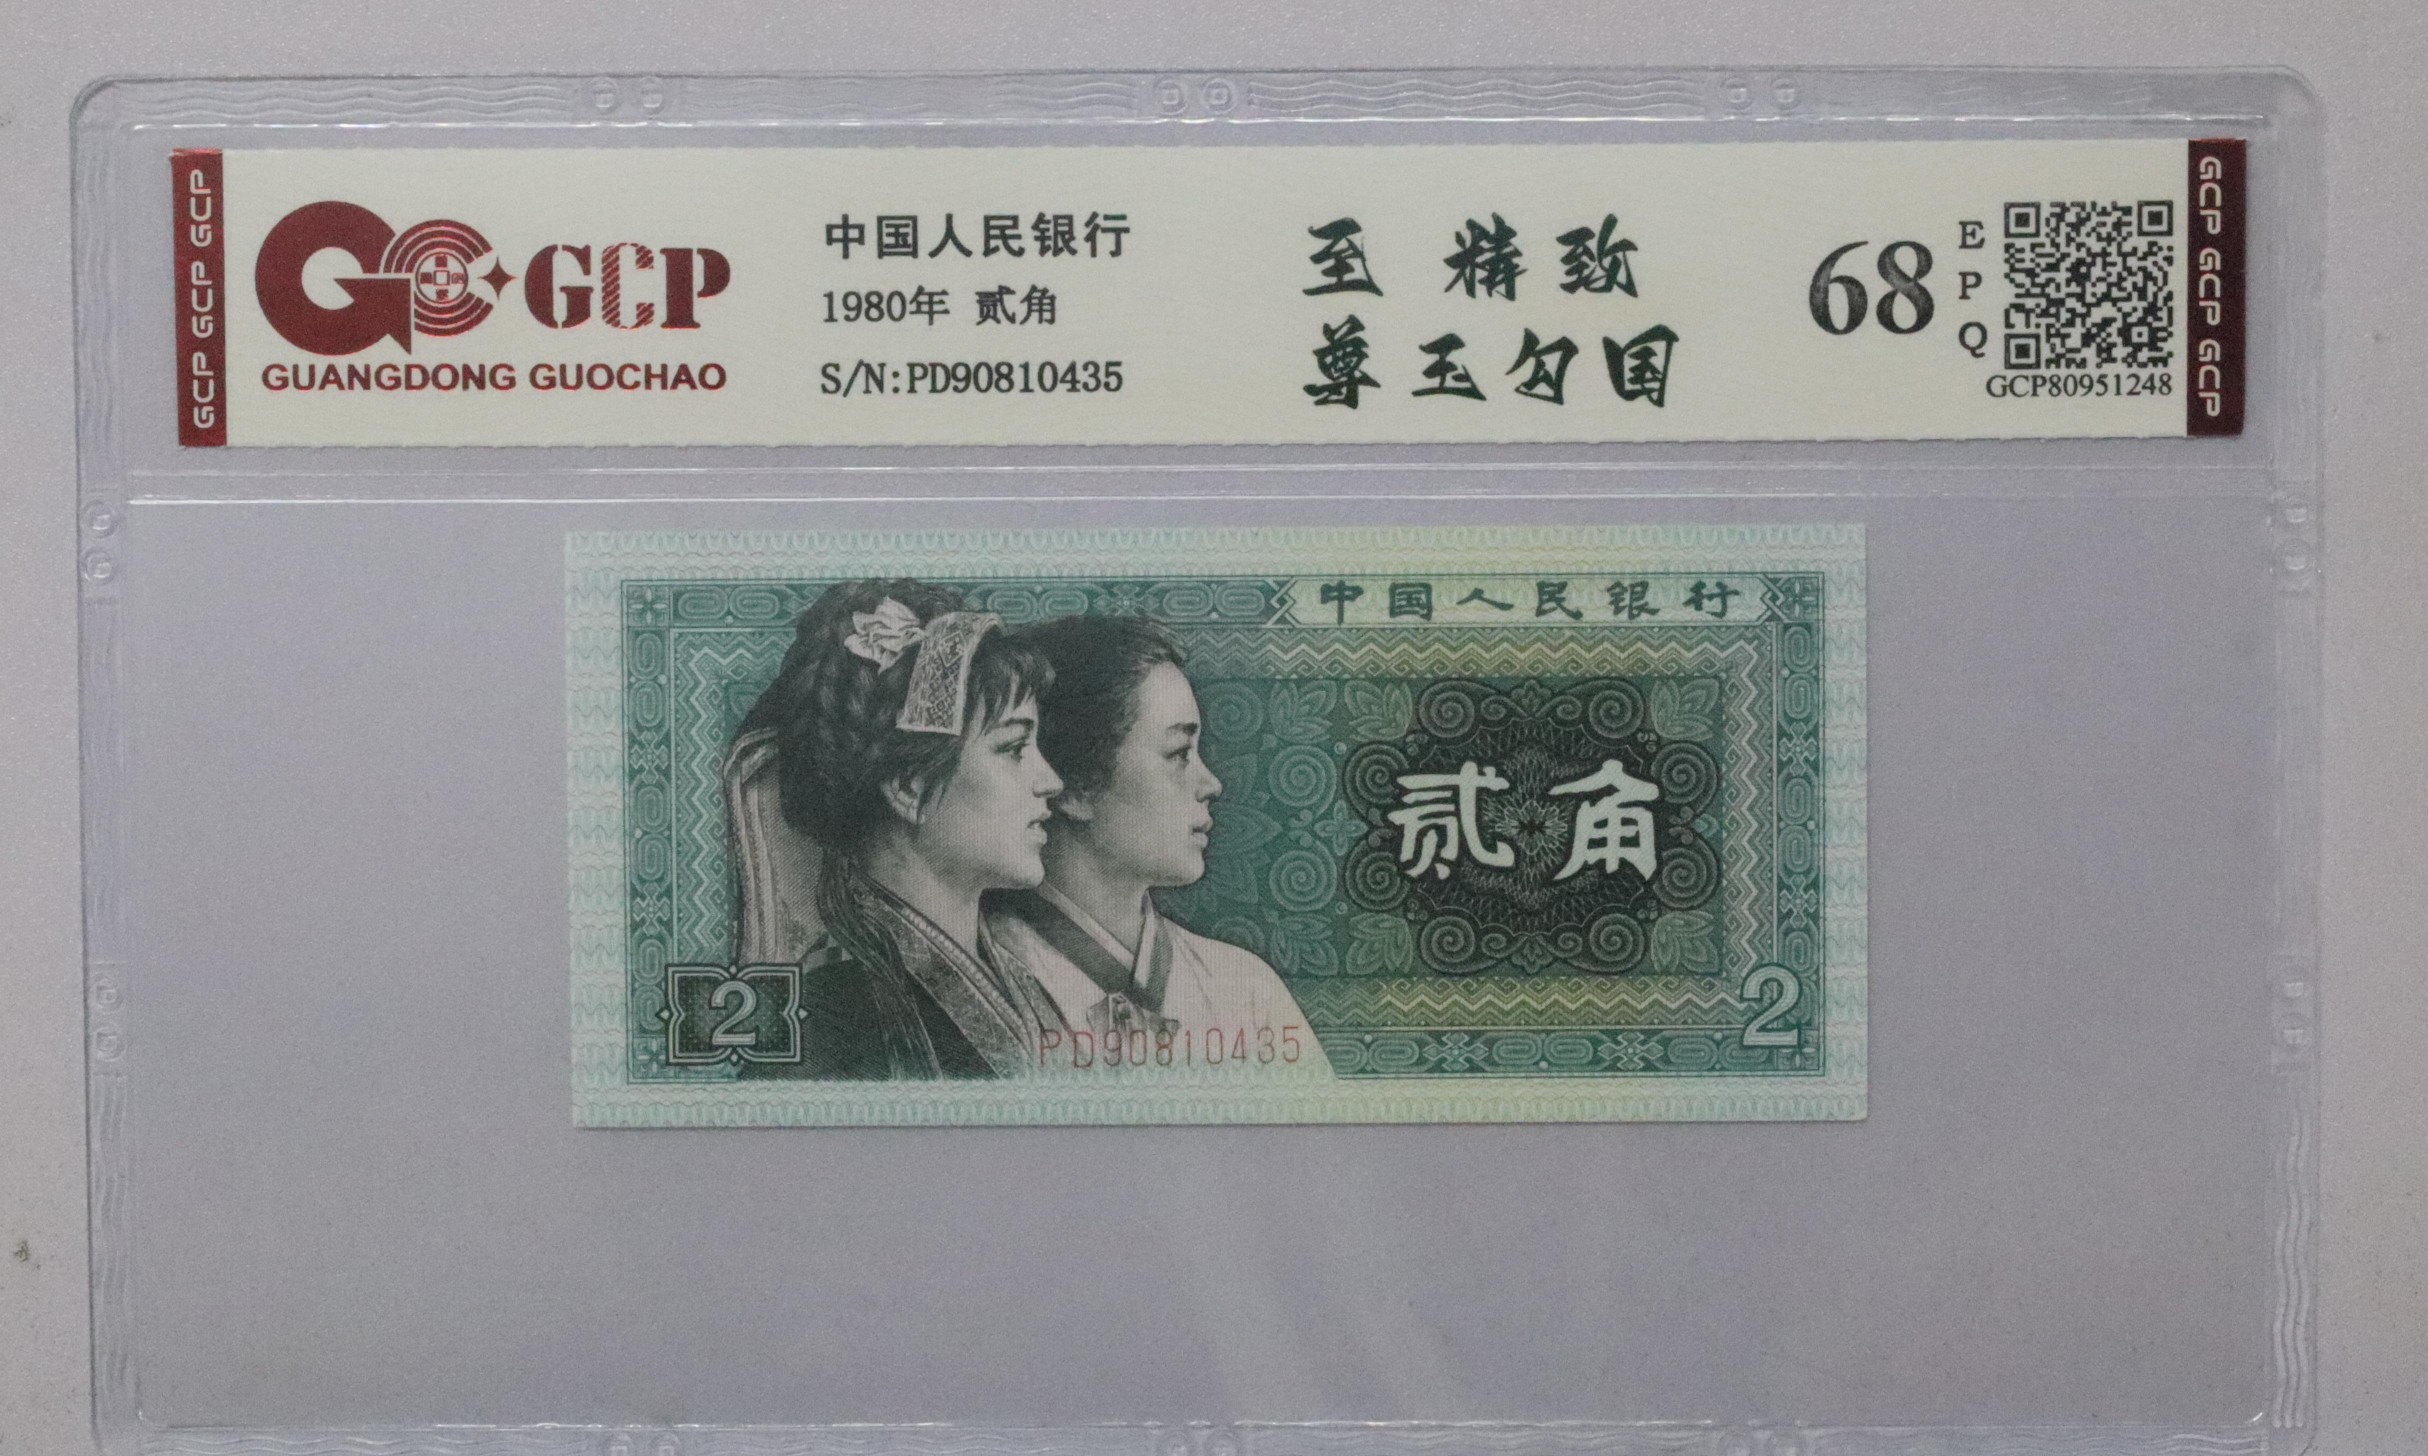 GCP GCP GCP
GCP
GUANGDONG GUOCHAO
中国人民银行
1980年 贰角
S/N:PD90810435
至 精 致
尊 玉 勾 国
68
E
P
Q
GCP80951248
GCP GCP GCP
中国人民银行
贰角
2
2
PD90810435